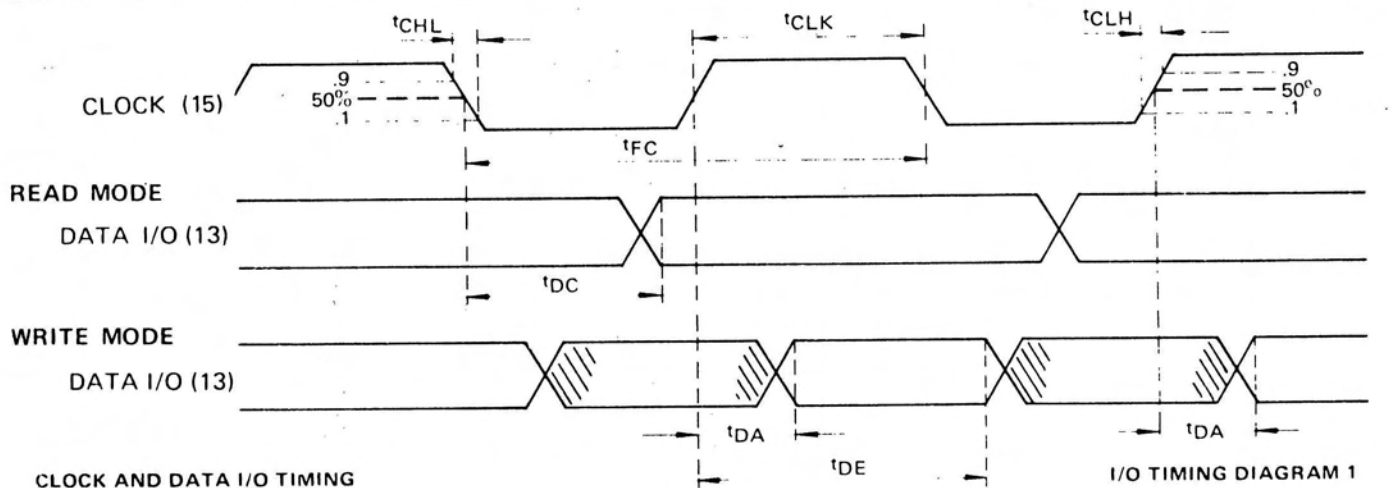 tCHL
tCLK
tCLH
CLOCK (15)
.9
50%
.1
.9
50%
.1
tFC
READ MODE
DATA I/O (13)
tDC
WRITE MODE
DATA I/O (13)
tDA
tDE
tDA
CLOCK AND DATA I/O TIMING
I/O TIMING DIAGRAM 1